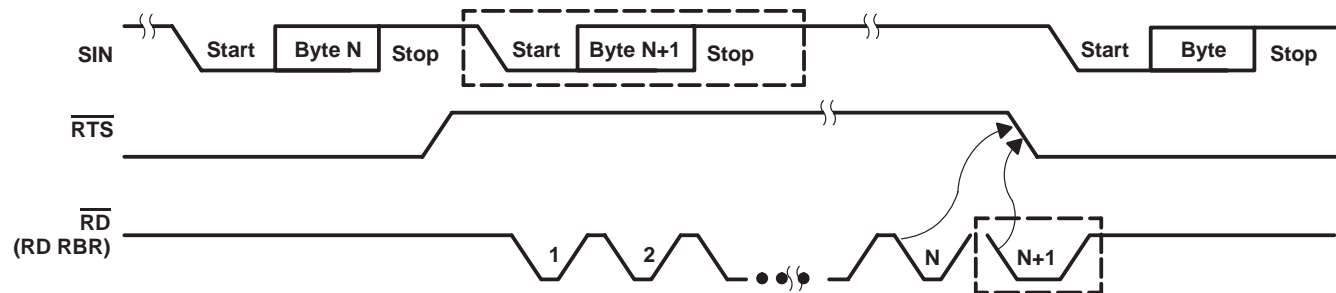 SIN Start Byte N Stop Start Byte N+1 Stop Start Byte Stop
RTS
RD
(RD RBR)
1 2 N N+1